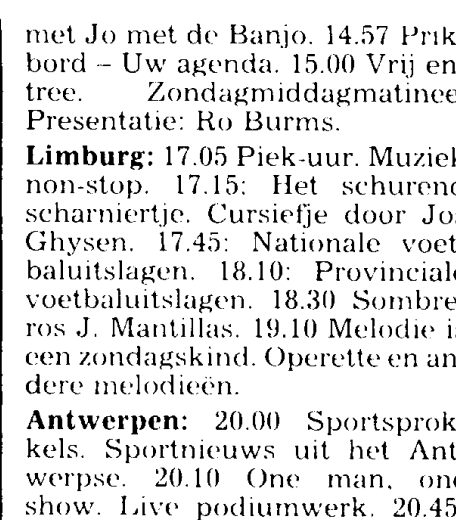 met Jo met de Banjo. 14.57 Prik
bord – Uw agenda. 15.00 Vrij en
tree. Zondagmiddagmatinee
Presentatie: Ro Burms.
Limburg: 17.05 Piek-uur. Muziek
non-stop. 17.15: Het schurend
scharniertje. Cursiefje door Jos
Ghysen. 17.45: Nationale voet
baluitslagen. 18.10: Provinciale
voetbaluitslagen. 18.30 Sombre
ros J. Mantillas. 19.10 Melodie is
een zondagskind. Operette en an
dere melodieën.
Antwerpen: 20.00 Sportsprok
kels. Sportnieuws uit het Ant
werpse. 20.10 One man, one
show. Live podiumwerk. 20.45